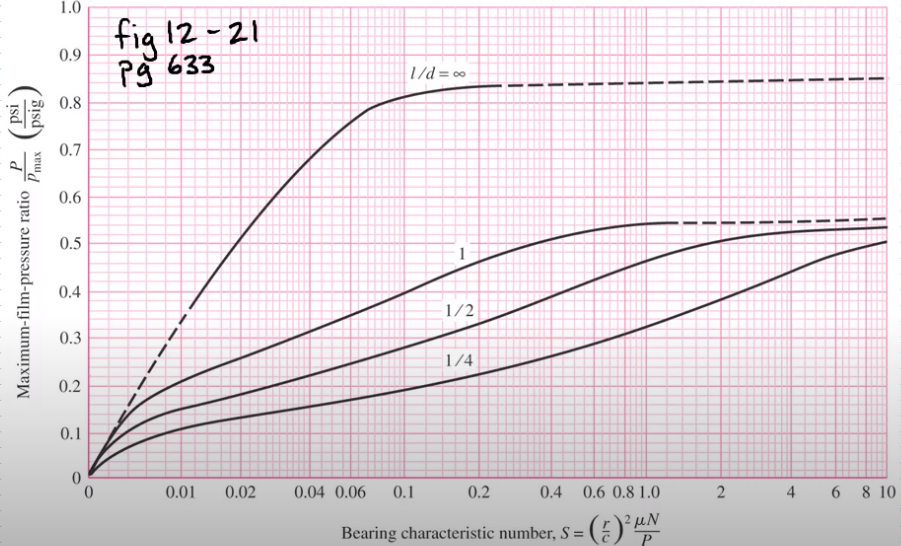 fig 12-21
pg 633
1.0
0.9
0.8
0.7
0.6
0.5
0.4
0.3
0.2
0.1
0
Maximum-film-pressure ratio P/pmax (psi/psig)
l/d = ∞
1
1/2
1/4
0 0.01 0.02 0.04 0.06 0.1 0.2 0.4 0.6 0.8 1.0 2 4 6 8 10
Bearing characteristic number, S = (r/c)² μN/P